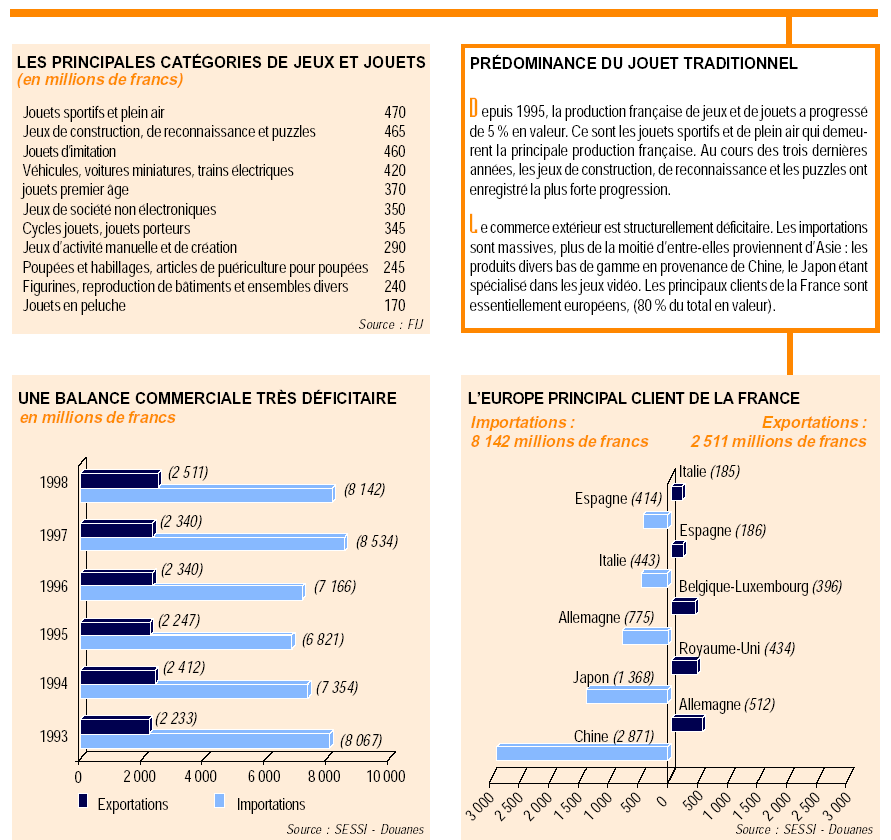 LES PRINCIPALES CATÉGORIES DE JEUX ET JOUETS
(en millions de francs)
Jouets sportifs et plein air 470
Jeux de construction, de reconnaissance et puzzles 465
Jouets d'imitation 460
Véhicules, voitures miniatures, trains électriques 420
jouets premier âge 370
Jeux de société non électroniques 350
Cycles jouets, jouets porteurs 345
Jeux d'activité manuelle et de création 290
Poupées et habillages, articles de puériculture pour poupées 245
Figurines, reproduction de bâtiments et ensembles divers 240
Jouets en peluche 170
Source : FIJ
PRÉDOMINANCE DU JOUET TRADITIONNEL
Depuis 1995, la production française de jeux et de jouets a progressé
de 5 % en valeur. Ce sont les jouets sportifs et de plein air qui demeu-
rent la principale production française. Au cours des trois dernières
années, les jeux de construction, de reconnaissance et les puzzles ont
enregistré la plus forte progression.
Le commerce extérieur est structurellement déficitaire. Les importations
sont massives, plus de la moitié d'entre-elles proviennent d'Asie : les
produits divers bas de gamme en provenance de Chine, le Japon étant
spécialisé dans les jeux vidéo. Les principaux clients de la France sont
essentiellement européens, (80 % du total en valeur).
UNE BALANCE COMMERCIALE TRÈS DÉFICITAIRE
en millions de francs
1998 (2 511)
(8 142)
1997 (2 340)
(8 534)
1996 (2 340)
(7 166)
1995 (2 247)
(6 821)
1994 (2 412)
(7 354)
1993 (2 233)
(8 067)
0 2 000 4 000 6 000 8 000 10 000
Exportations Importations
Source : SESSI - Douanes
L'EUROPE PRINCIPAL CLIENT DE LA FRANCE
Importations : Exportations :
8 142 millions de francs 2 511 millions de francs
Italie (185)
Espagne (414)
Espagne (186)
Italie (443)
Belgique-Luxembourg (396)
Allemagne (775)
Royaume-Uni (434)
Japon (1 368)
Allemagne (512)
Chine (2 871)
3 000 2 500 2 000 1 500 1 000 500 0 500 1 000 1 500 2 000 2 500 3 000
Source : SESSI - Douanes